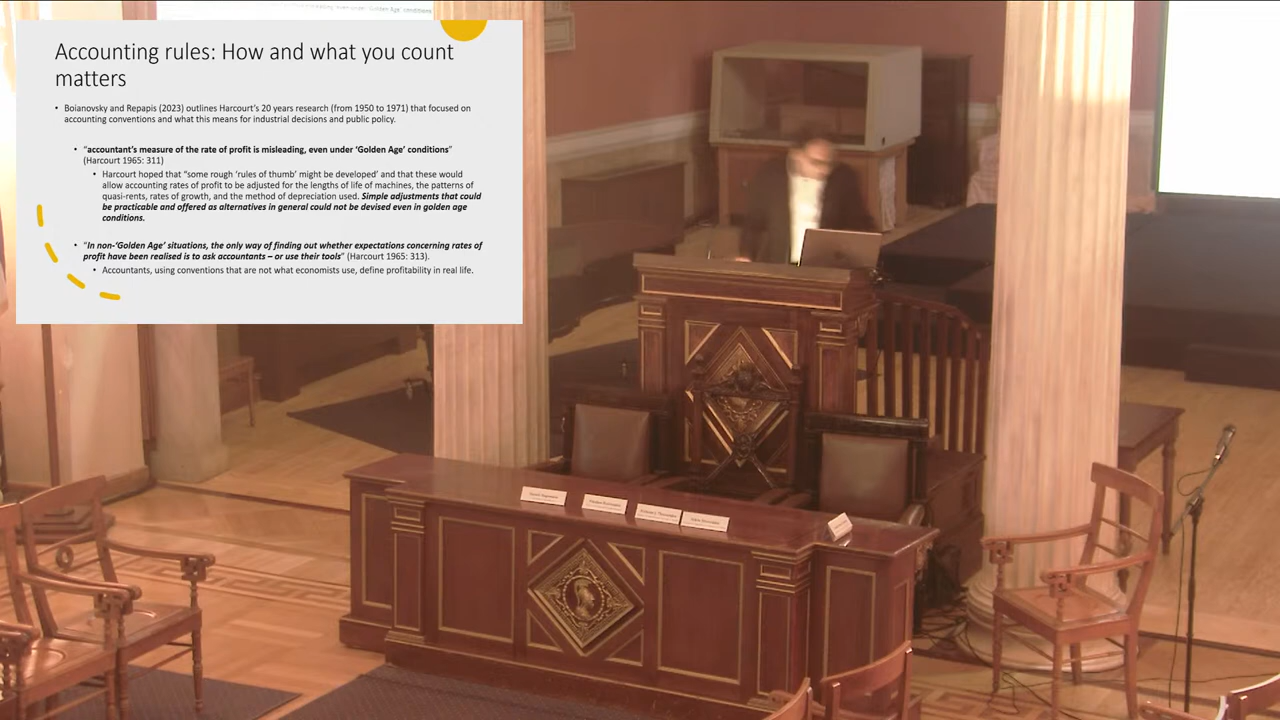 Accounting rules: How and what you count
matters
• Boianovsky and Repapis (2023) outlines Harcourt's 20 years research (from 1950 to 1971) that focused on
accounting conventions and what this means for industrial decisions and public policy.
• "accountant's measure of the rate of profit is misleading, even under 'Golden Age' conditions"
(Harcourt 1965: 311)
• Harcourt hoped that "some rough 'rules of thumb' might be developed' and that these would
allow accounting rates of profit to be adjusted for the lengths of life of machines, the patterns of
quasi-rents, rates of growth, and the method of depreciation used. Simple adjustments that could
be practicable and offered as alternatives in general could not be devised even in golden age
conditions.
• "In non-'Golden Age' situations, the only way of finding out whether expectations concerning rates of
profit have been realised is to ask accountants – or use their tools" (Harcourt 1965: 313).
• Accountants, using conventions that are not what economists use, define profitability in real life.